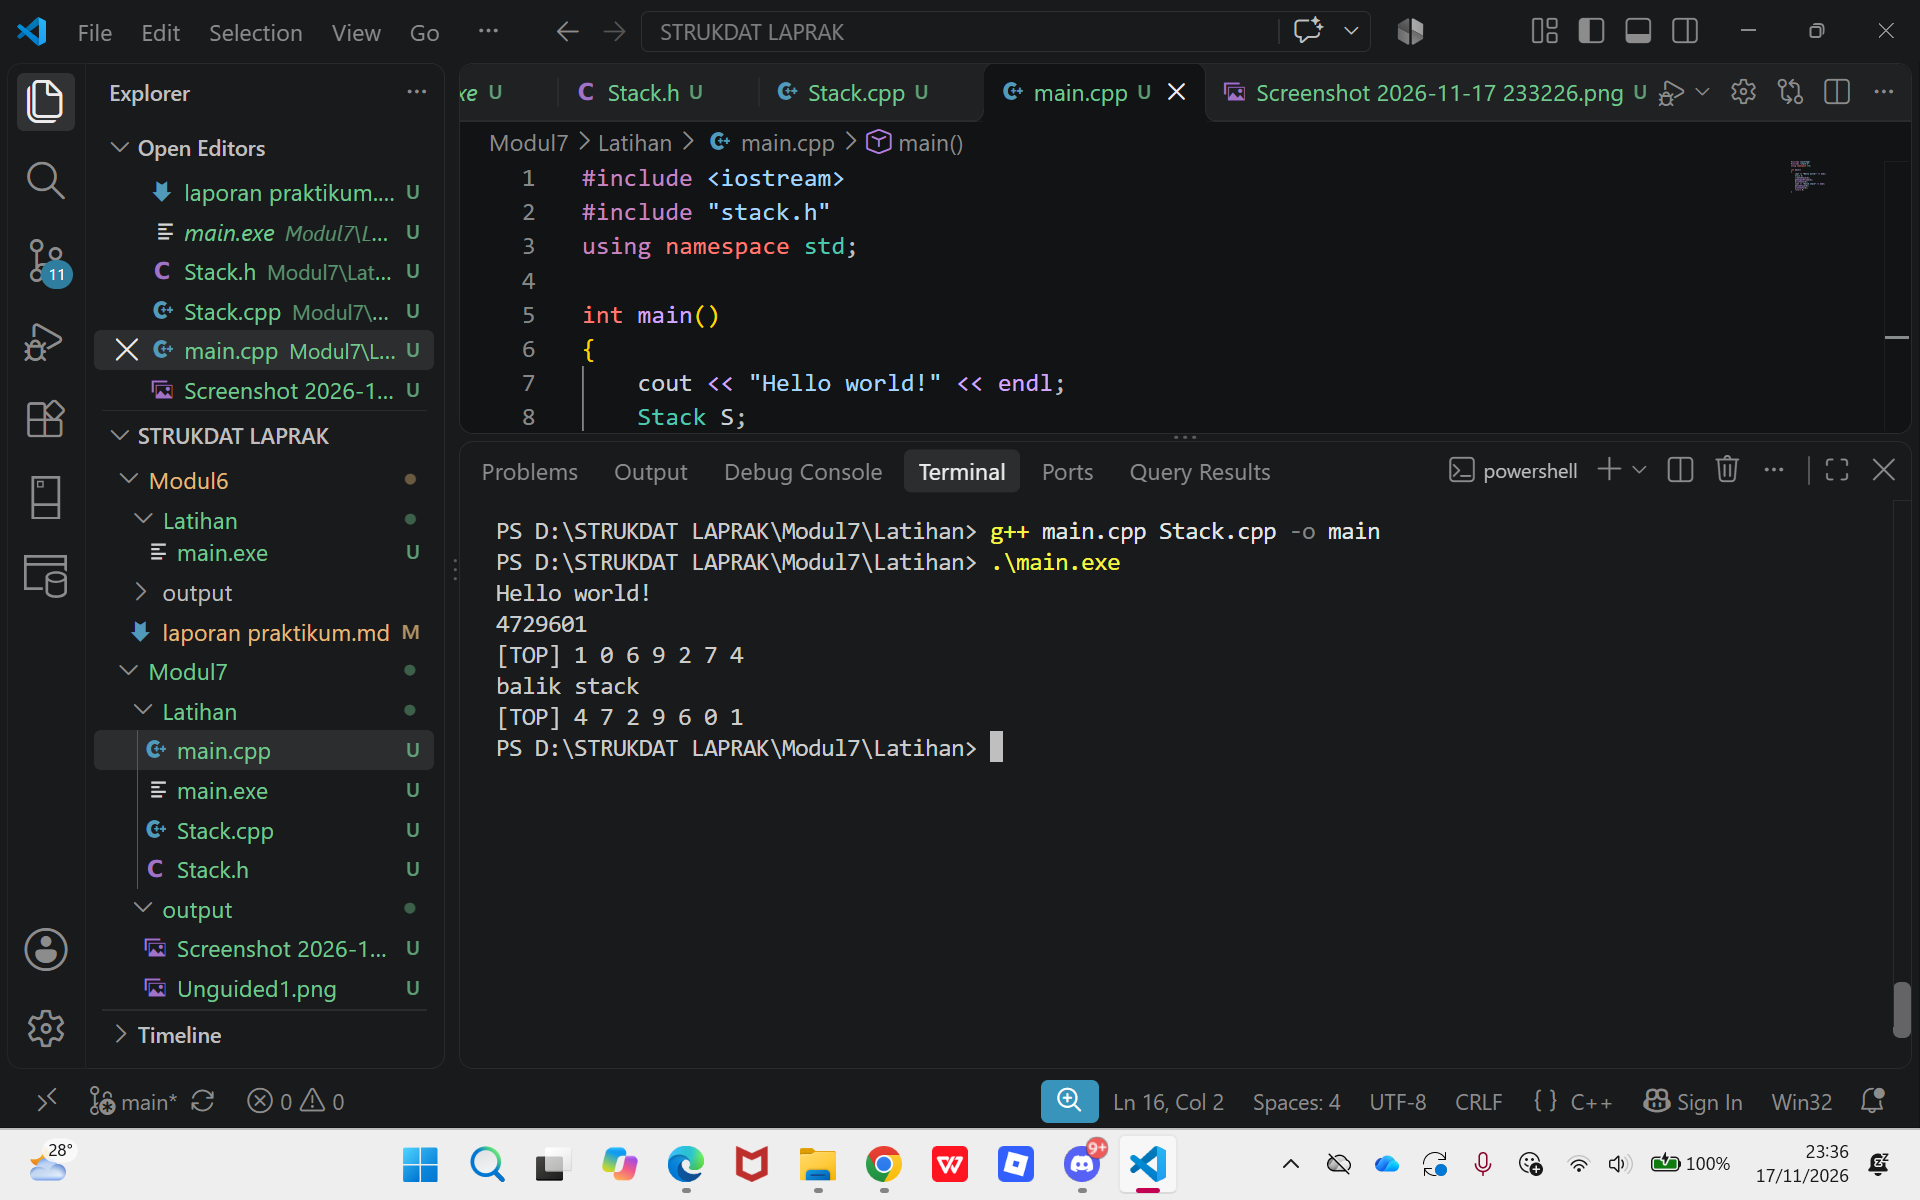 File Edit Selection View Go ··· STRUKDAT LAPRAK
Explorer ···
Open Editors
laporan praktikum.... U
main.exe Modul7\L... U
Stack.h Modul7\Lat... U
Stack.cpp Modul7\... U
main.cpp Modul7\L... U
Screenshot 2026-1... U
STRUKDAT LAPRAK
Modul6
Latihan
main.exe U
output
laporan praktikum.md M
Modul7
Latihan
main.cpp U
main.exe U
Stack.cpp U
Stack.h U
output
Screenshot 2026-1... U
Unguided1.png U
Timeline
11
xe U Stack.h U Stack.cpp U main.cpp U Screenshot 2026-11-17 233226.png U
Modul7 > Latihan > main.cpp > main()
1 #include <iostream>
2 #include "stack.h"
3 using namespace std;
4
5 int main()
6 {
7 cout << "Hello world!" << endl;
8 Stack S;
Problems Output Debug Console Terminal Ports Query Results powershell
PS D:\STRUKDAT LAPRAK\Modul7\Latihan> g++ main.cpp Stack.cpp -o main
PS D:\STRUKDAT LAPRAK\Modul7\Latihan> .\main.exe
Hello world!
4729601
[TOP] 1 0 6 9 2 7 4
balik stack
[TOP] 4 7 2 9 6 0 1
PS D:\STRUKDAT LAPRAK\Modul7\Latihan>
main* 0 0 Ln 16, Col 2 Spaces: 4 UTF-8 CRLF { } C++ Sign In Win32
28° 9+ 100% 23:36
17/11/2026